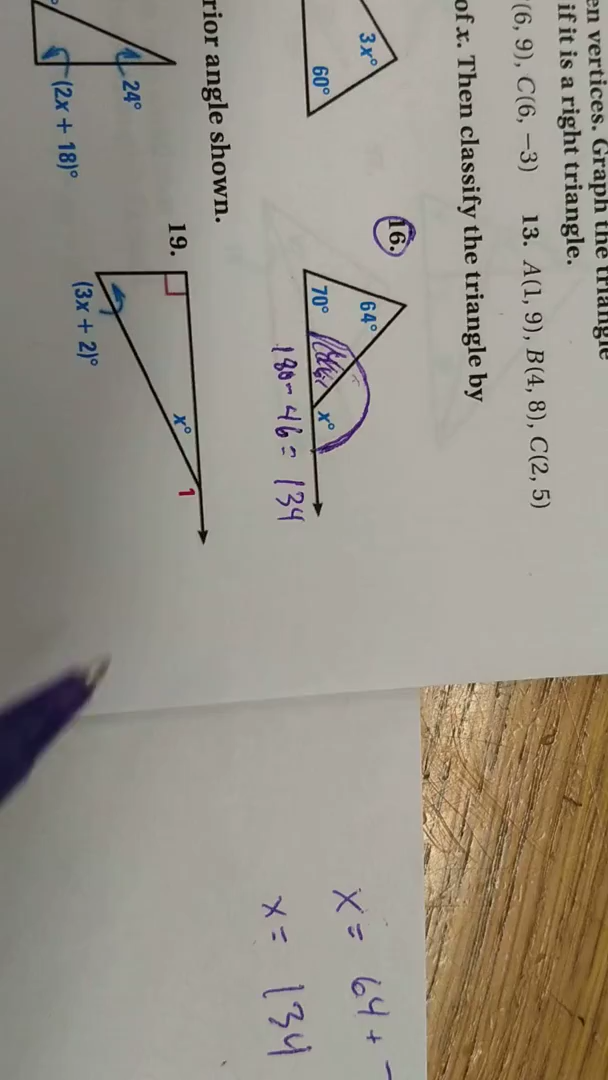 en vertices. Graph the triangle
if it is a right triangle.
(6, 9), C(6, −3)
13. A(1, 9), B(4, 8), C(2, 5)
of x. Then classify the triangle by
3x°
60°
16.
64°
70°
x°
180-46= 134
rior angle shown.
24°
(2x + 18)°
19.
x°
1
(3x + 2)°
x= 64+
x= 134